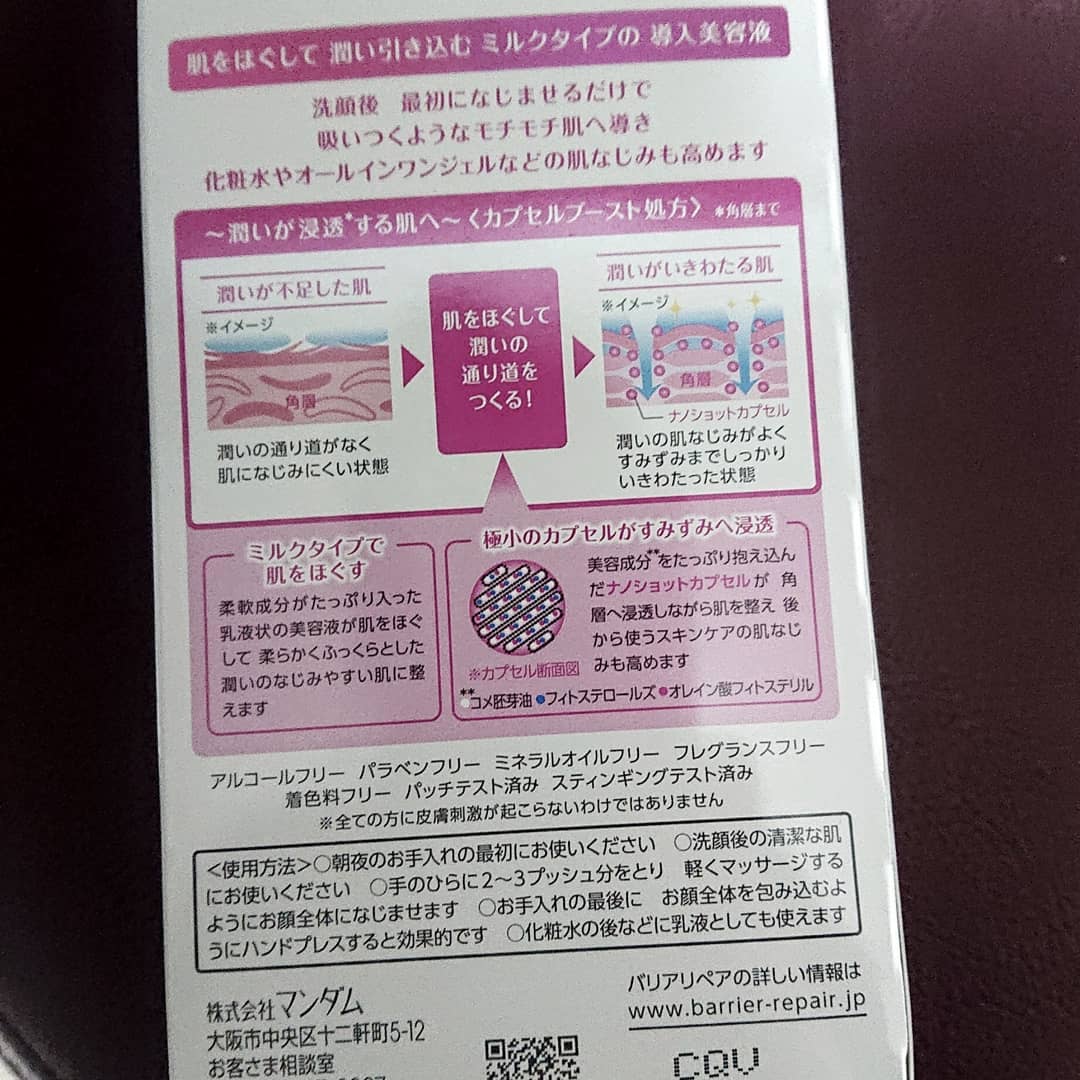 肌をほぐして 潤い引き込む ミルクタイプの 導入美容液
洗顔後 最初になじませるだけで
吸いつくようなモチモチ肌へ導き
化粧水やオールインワンジェルなどの肌なじみも高めます
〜潤いが浸透*する肌へ〜〈カプセルブースト処方〉 *角層まで
潤いが不足した肌
※イメージ
角層
潤いの通り道がなく
肌になじみにくい状態
肌をほぐして
潤いの
通り道を
つくる!
潤いがいきわたる肌
※イメージ
角層
ナノショットカプセル
潤いの肌なじみがよく
すみずみまでしっかり
いきわたった状態
ミルクタイプで
肌をほぐす
柔軟成分がたっぷり入った
乳液状の美容液が肌をほぐ
して 柔らかくふっくらとした
潤いのなじみやすい肌に整
えます
極小のカプセルがすみずみへ浸透
美容成分**をたっぷり抱え込ん
だナノショットカプセルが 角
層へ浸透しながら肌を整え 後
から使うスキンケアの肌なじ
みも高めます
※カプセル断面図
**コメ胚芽油 ●フィトステロールズ ●オレイン酸フィトステリル
アルコールフリー パラベンフリー ミネラルオイルフリー フレグランスフリー
着色料フリー パッチテスト済み スティンギングテスト済み
※全ての方に皮膚刺激が起こらないわけではありません
<使用方法>○朝夜のお手入れの最初にお使いください ○洗顔後の清潔な肌
にお使いください ○手のひらに2〜3プッシュ分をとり 軽くマッサージする
ようにお顔全体になじませます ○お手入れの最後に お顔全体を包み込むよ
うにハンドプレスすると効果的です ○化粧水の後などに乳液としても使えます
バリアリペアの詳しい情報は
www.barrier-repair.jp
株式会社マンダム
大阪市中央区十二軒町5-12
お客さま相談室
CQU